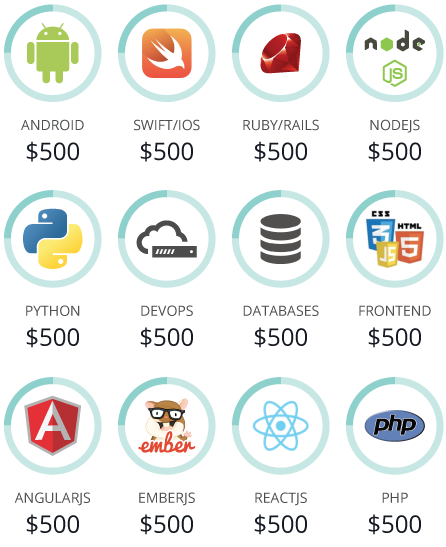 node
JS
ANDROID
SWIFT/IOS
RUBY/RAILS
NODEJS
$500
$500
$500
$500
CSS
3
HTML
5
JS
PYTHON
DEVOPS
DATABASES
FRONTEND
$500
$500
$500
$500
A
ember
php
ANGULARJS
EMBERJS
REACTJS
PHP
$500
$500
$500
$500